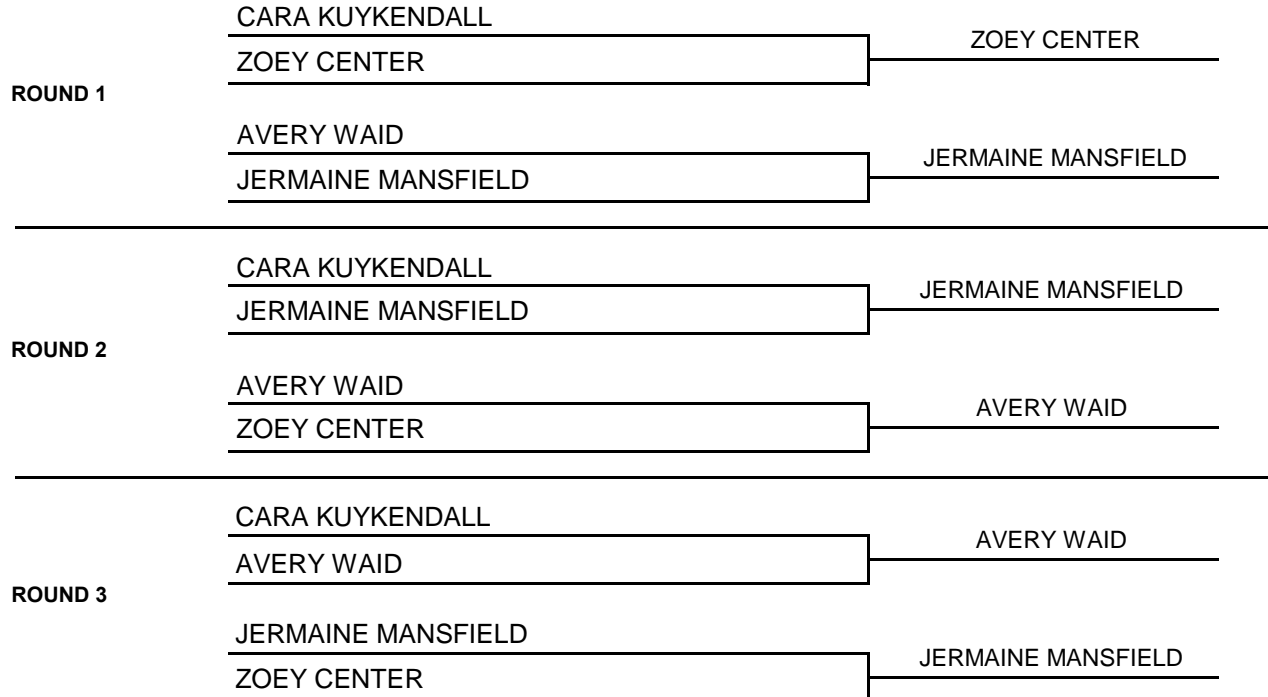 CARA KUYKENDALL
ZOEY CENTER
ZOEY CENTER
ROUND 1
AVERY WAID
JERMAINE MANSFIELD
JERMAINE MANSFIELD
CARA KUYKENDALL
JERMAINE MANSFIELD
JERMAINE MANSFIELD
ROUND 2
AVERY WAID
AVERY WAID
ZOEY CENTER
CARA KUYKENDALL
AVERY WAID
AVERY WAID
ROUND 3
JERMAINE MANSFIELD
JERMAINE MANSFIELD
ZOEY CENTER